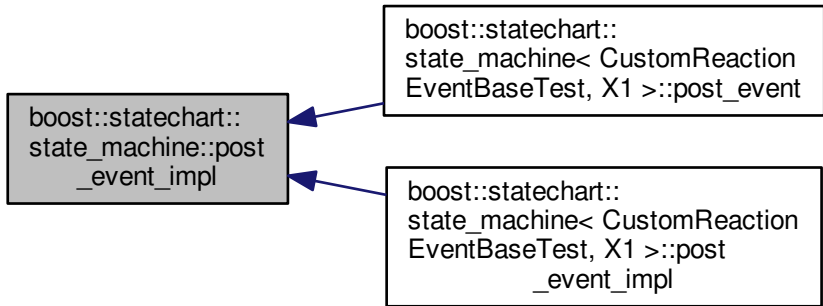 boost::statechart::
state_machine::post
_event_impl
boost::statechart::
state_machine< CustomReaction
EventBaseTest, X1 >::post_event
boost::statechart::
state_machine< CustomReaction
EventBaseTest, X1 >::post
_event_impl